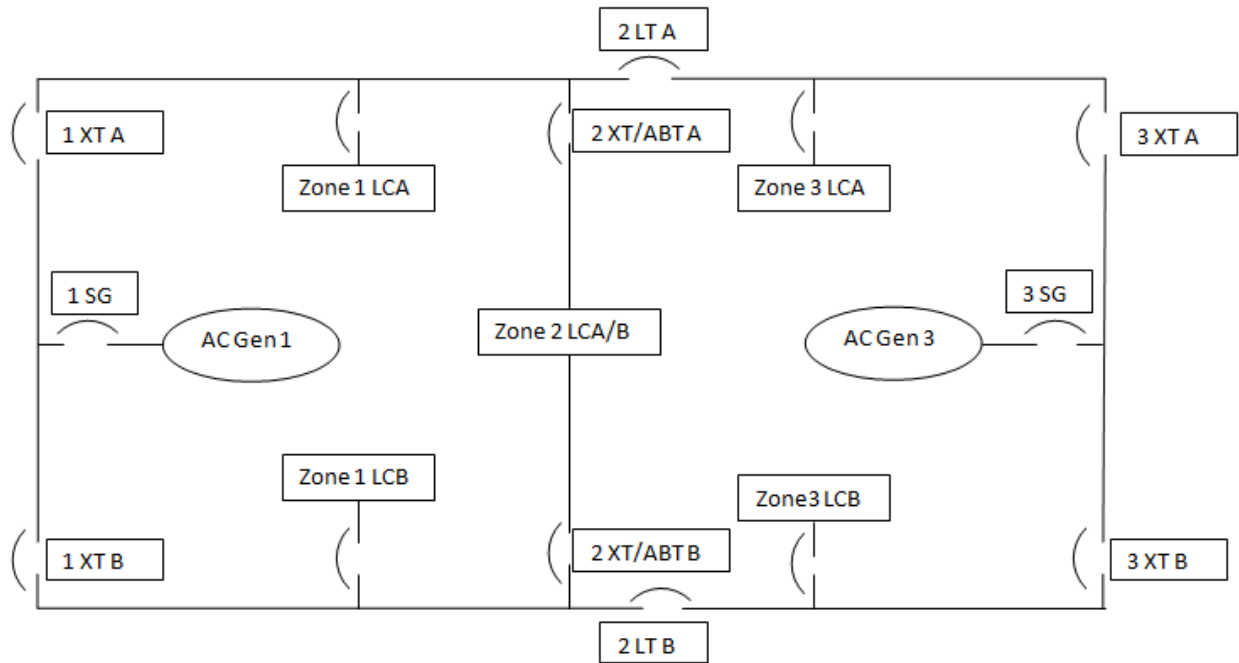 2 LT A
1 XT A
2 XT/ABT A
3 XT A
Zone 1 LCA
Zone 3 LCA
1 SG
3 SG
AC Gen 1
Zone 2 LCA/B
AC Gen 3
Zone 1 LCB
Zone3 LCB
1 XT B
2 XT/ABT B
3 XT B
2 LT B